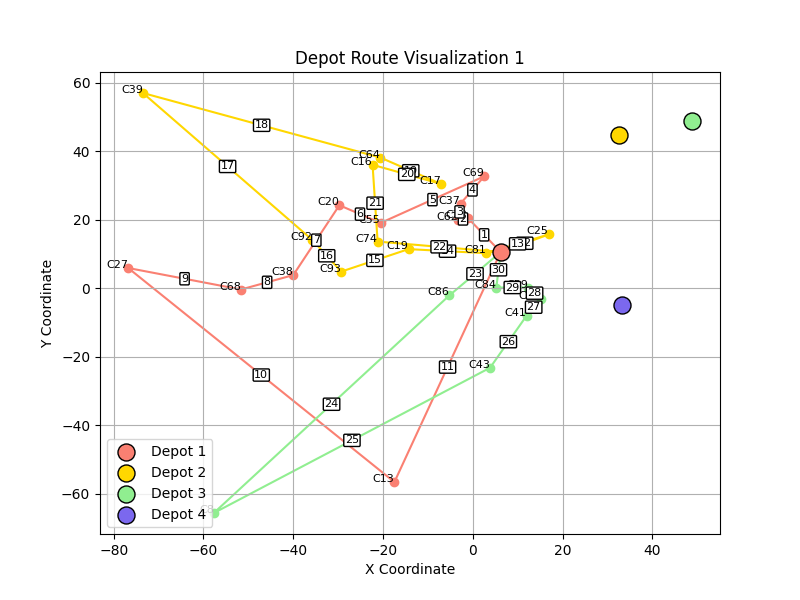 Depot Route Visualization 1
60
C39
18
40
C64
C16
19
20
17
C17
C69
4
C37
5
C20
21
6
C55
3
2
20
C25
1
C92
7
C74
C19
22
13
C81
16
15
C93
C27
C38
23
30
9
8
C68
C86
C84
29
28
0
27
C41
26
−20
C43
11
10
24
−40
25
C13
−60
Depot 1
Depot 2
Depot 3
Depot 4
−80
−60
−40
−20
0
20
40
X Coordinate
Y Coordinate